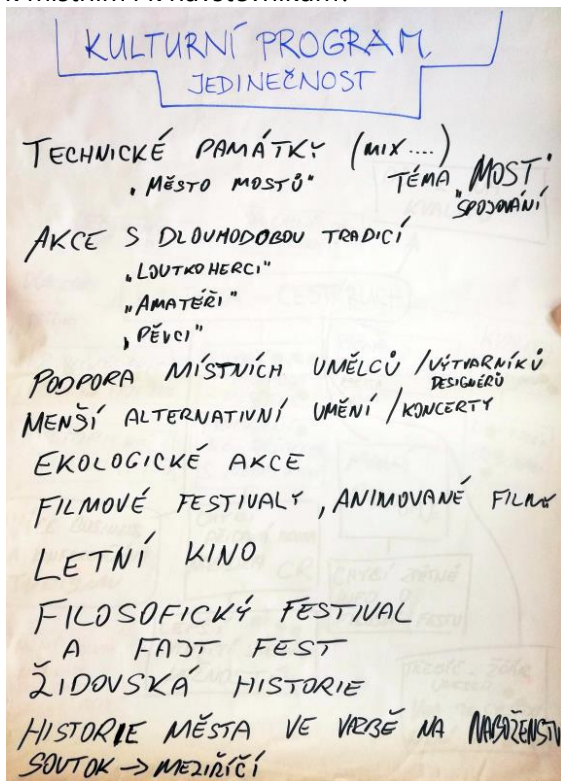 KULTURNÍ PROGRAM
JEDINEČNOST
TECHNICKÉ PAMÁTKY (MIX....)
"MĚSTO MOSTŮ" TÉMA "MOST"
"SPOJOVÁNÍ
AKCE S DLOUHODOBOU TRADICÍ
"LOUTKOHERCI"
"AMATÉŘI"
"PĚVCI"
PODPORA MÍSTNÍCH UMĚLCŮ /VÝTVARNÍKŮ
DESIGNÉRŮ
MENŠÍ ALTERNATIVNÍ UMĚNÍ /KONCERTY
EKOLOGICKÉ AKCE
FILMOVÉ FESTIVALY, ANIMOVANÉ FILMY
LETNÍ KINO
FILOSOFICKÝ FESTIVAL
A FAJT FEST
ŽIDOVSKÁ HISTORIE
HISTORIE MĚSTA VE VAZBĚ NA NÁBOŽENSTV
SOUTOK → MEZIŘÍČÍ